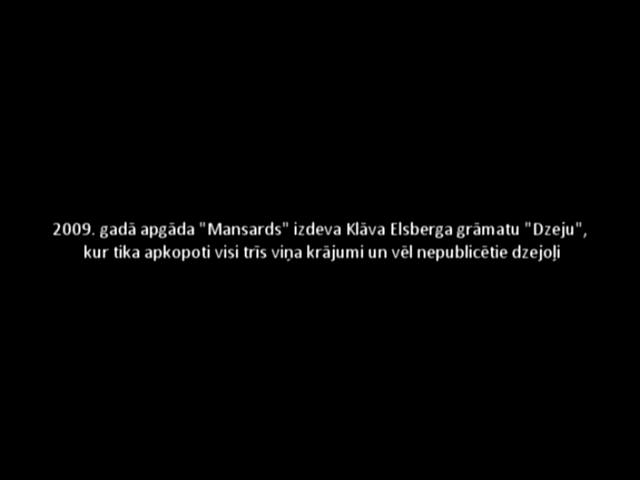 2009. gadā apgāda "Mansards" izdeva Klāva Elsberga grāmatu "Dzeju",
kur tika apkopoti visi trīs viņa krājumi un vēl nepublicētie dzejoļi